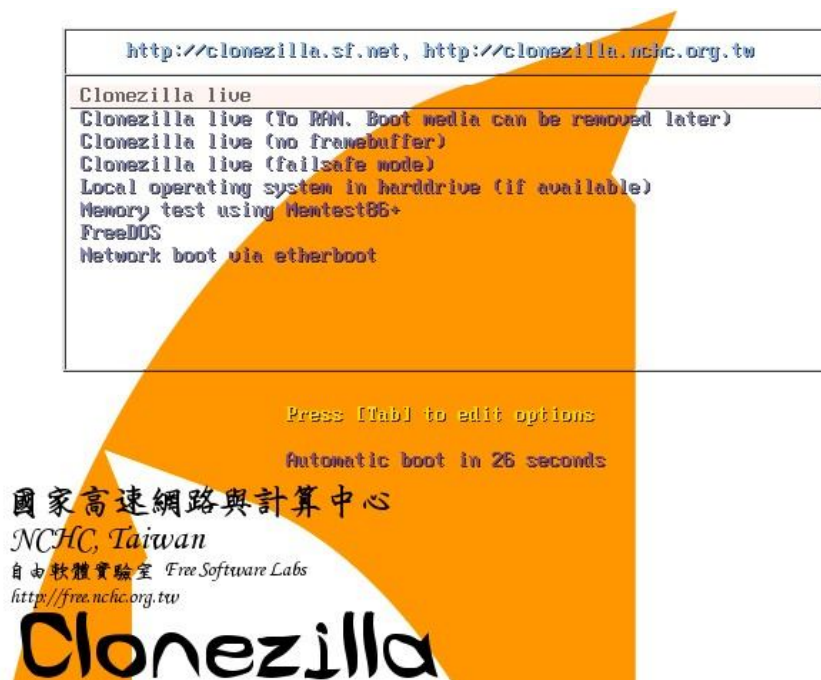 http://clonezilla.sf.net, http://clonezilla.nchc.org.tw
Clonezilla live
Clonezilla live (To RAM. Boot media can be removed later)
Clonezilla live (no framebuffer)
Clonezilla live (failsafe mode)
Local operating system in harddrive (if available)
Memory test using Memtest86+
FreeDOS
Network boot via etherboot
Press [Tab] to edit options
Automatic boot in 26 seconds
國家高速網路與計算中心
NCHC, Taiwan
自由軟體實驗室 Free Software Labs
http://free.nchc.org.tw
Clonezilla